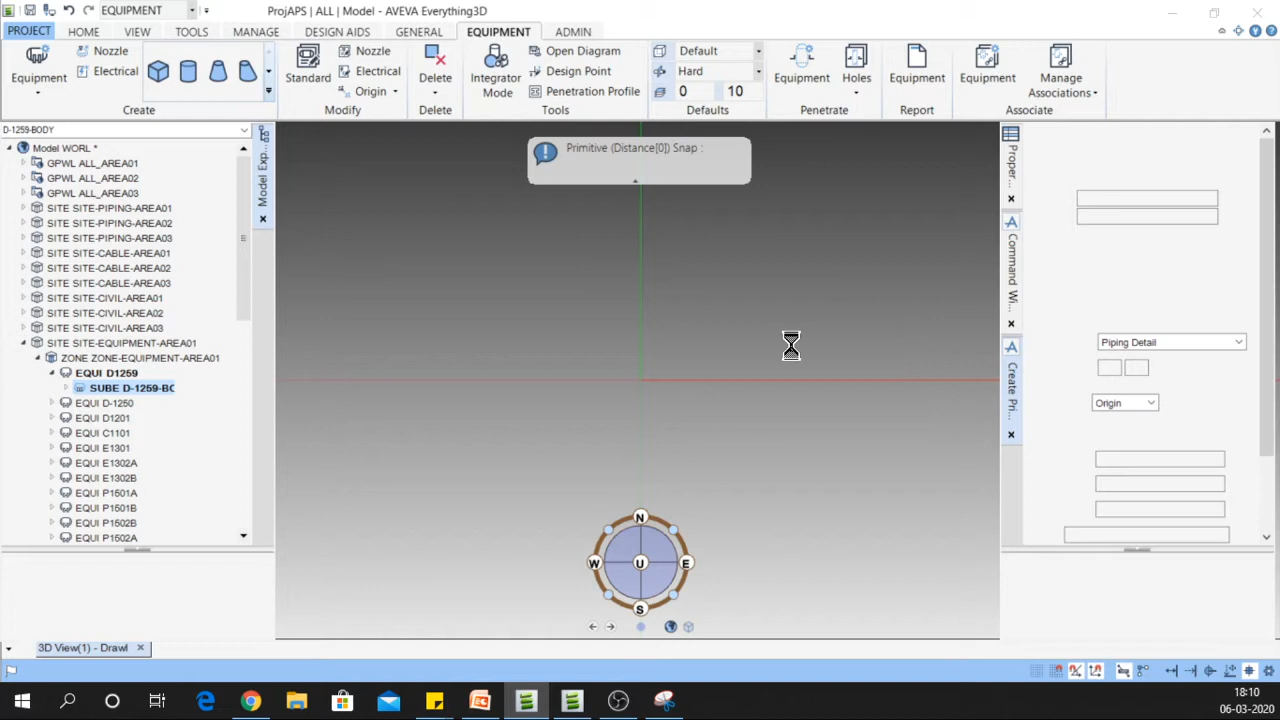 EQUIPMENT
ProjAPS | ALL | Model - AVEVA Everything3D
PROJECT HOME VIEW TOOLS MANAGE DESIGN AIDS GENERAL EQUIPMENT ADMIN
Equipment
Nozzle
Electrical
Create
Standard
Nozzle
Electrical
Origin
Modify
Delete
Delete
Integrator
Mode
Open Diagram
Design Point
Penetration Profile
Tools
Default
Hard
0 10
Defaults
Equipment
Holes
Penetrate
Equipment
Report
Equipment
Manage
Associations
Associate
D-1259-BODY
Model WORL *
GPWL ALL_AREA01
GPWL ALL_AREA02
GPWL ALL_AREA03
SITE SITE-PIPING-AREA01
SITE SITE-PIPING-AREA02
SITE SITE-PIPING-AREA03
SITE SITE-CABLE-AREA01
SITE SITE-CABLE-AREA02
SITE SITE-CABLE-AREA03
SITE SITE-CIVIL-AREA01
SITE SITE-CIVIL-AREA02
SITE SITE-CIVIL-AREA03
SITE SITE-EQUIPMENT-AREA01
ZONE ZONE-EQUIPMENT-AREA01
EQUI D1259
SUBE D-1259-BO
EQUI D-1250
EQUI D1201
EQUI C1101
EQUI E1301
EQUI E1302A
EQUI E1302B
EQUI P1501A
EQUI P1501B
EQUI P1502B
EQUI P1502A
Model Exp...
Primitive (Distance[0]) Snap :
N
W U E
S
Proper...
Command Wi...
Create Pri...
Piping Detail
Origin
3D View(1) - Drawl
18:10
06-03-2020